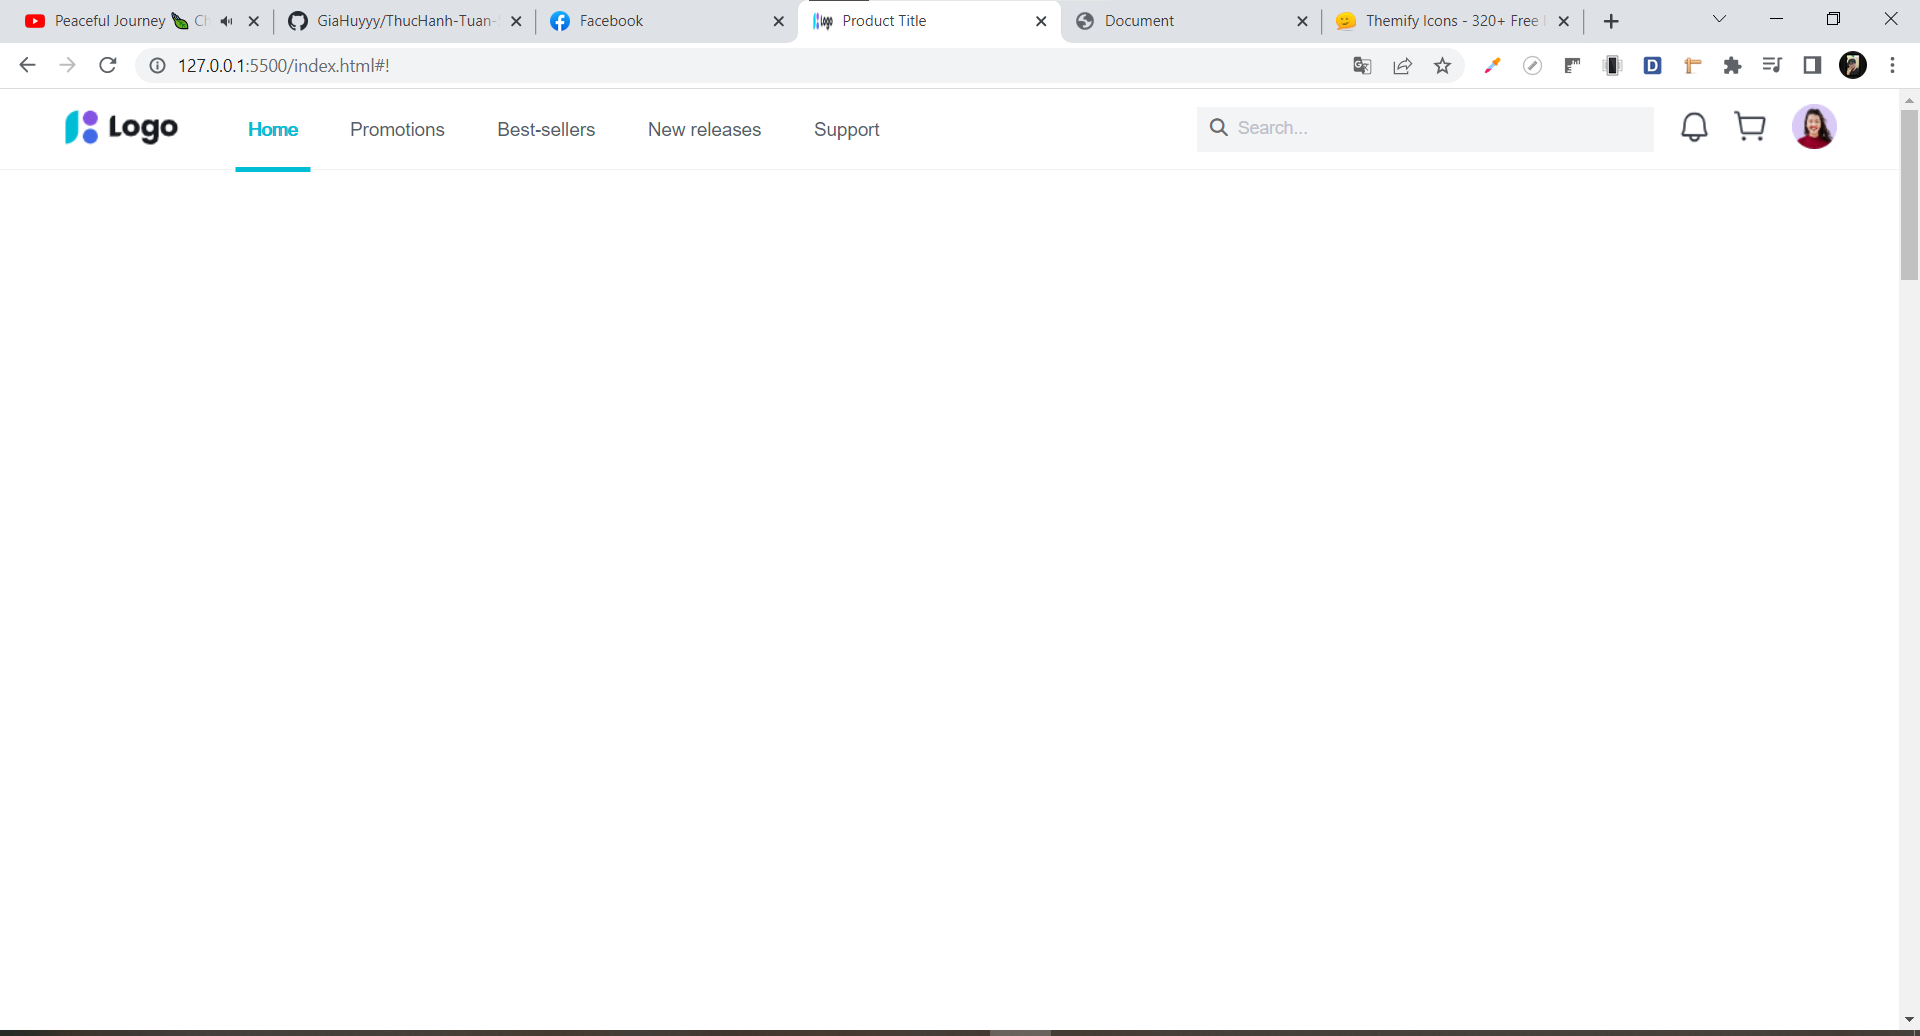 Peaceful Journey
GiaHuyyy/ThucHanh-Tuan-
Facebook
Product Title
Document
Themify Icons - 320+ Free
127.0.0.1:5500/index.html#!
Logo
Home
Promotions
Best-sellers
New releases
Support
Search...
D